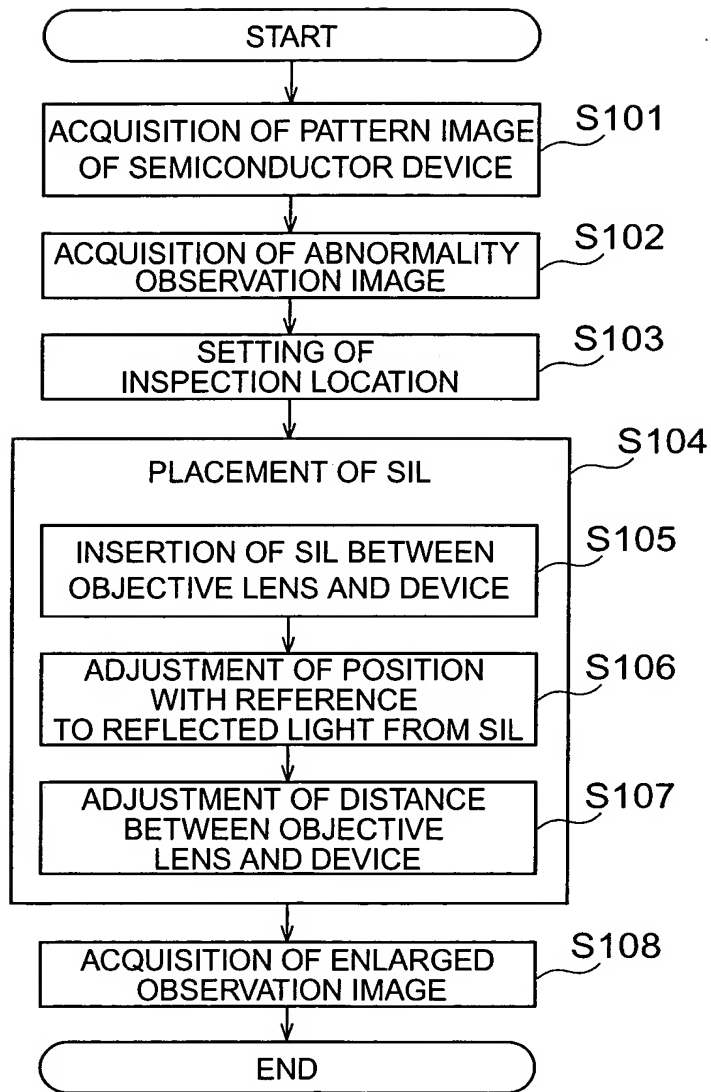 START
S101
ACQUISITION OF PATTERN IMAGE
OF SEMICONDUCTOR DEVICE
S102
ACQUISITION OF ABNORMALITY
OBSERVATION IMAGE
S103
SETTING OF
INSPECTION LOCATION
S104
PLACEMENT OF SIL
S105
INSERTION OF SIL BETWEEN
OBJECTIVE LENS AND DEVICE
S106
ADJUSTMENT OF POSITION
WITH REFERENCE
TO REFLECTED LIGHT FROM SIL
S107
ADJUSTMENT OF DISTANCE
BETWEEN OBJECTIVE
LENS AND DEVICE
S108
ACQUISITION OF ENLARGED
OBSERVATION IMAGE
END